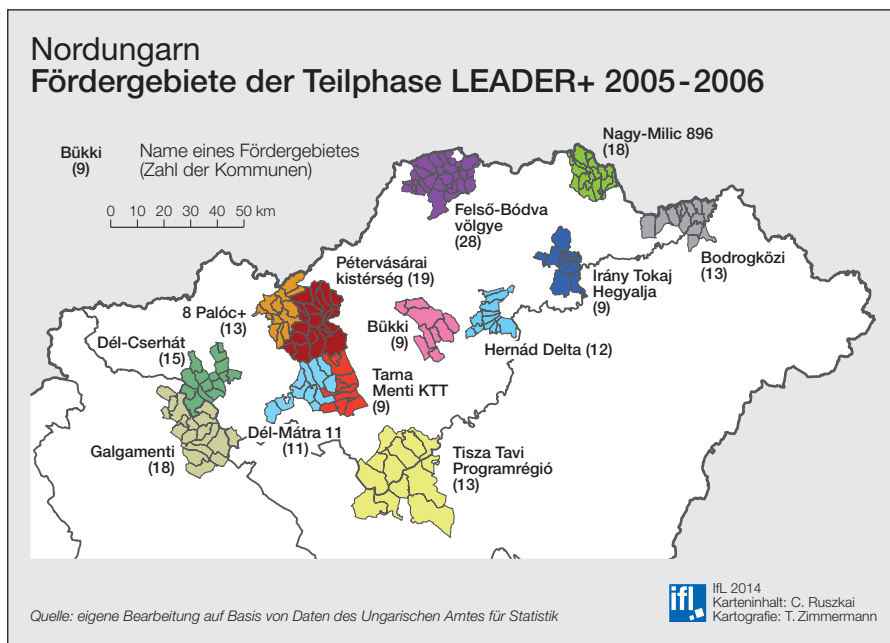 Nordungarn
Fördergebiete der Teilphase LEADER+ 2005-2006
Bükki
(9)
Name eines Fördergebietes
(Zahl der Kommunen)
0 10 20 30 40 50 km
Nagy-Milic 896
(18)
Felső-Bódva
völgye
(28)
Bodrogközi
(13)
Pétervásárai
kistérség (19)
Irány Tokaj
Hegyalja
(9)
8 Palóc+
(13)
Bükki
(9)
Hernád Delta (12)
Dél-Cserhát
(15)
Tarna
Menti KTT
(9)
Dél-Mátra 11
(11)
Galgamenti
(18)
Tisza Tavi
Programrégió
(13)
Quelle: eigene Bearbeitung auf Basis von Daten des Ungarischen Amtes für Statistik
ifl
IfL 2014
Karteninhalt: C. Ruszkai
Kartografie: T. Zimmermann